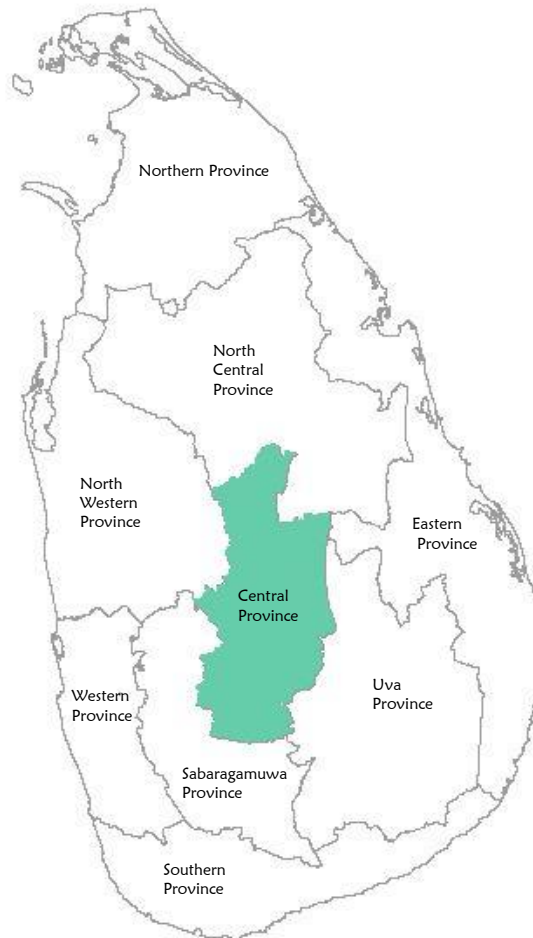 Northern Province
North
Central
Province
North
Western
Province
Eastern
Province
Central
Province
Uva
Province
Western
Province
Sabaragamuwa
Province
Southern
Province